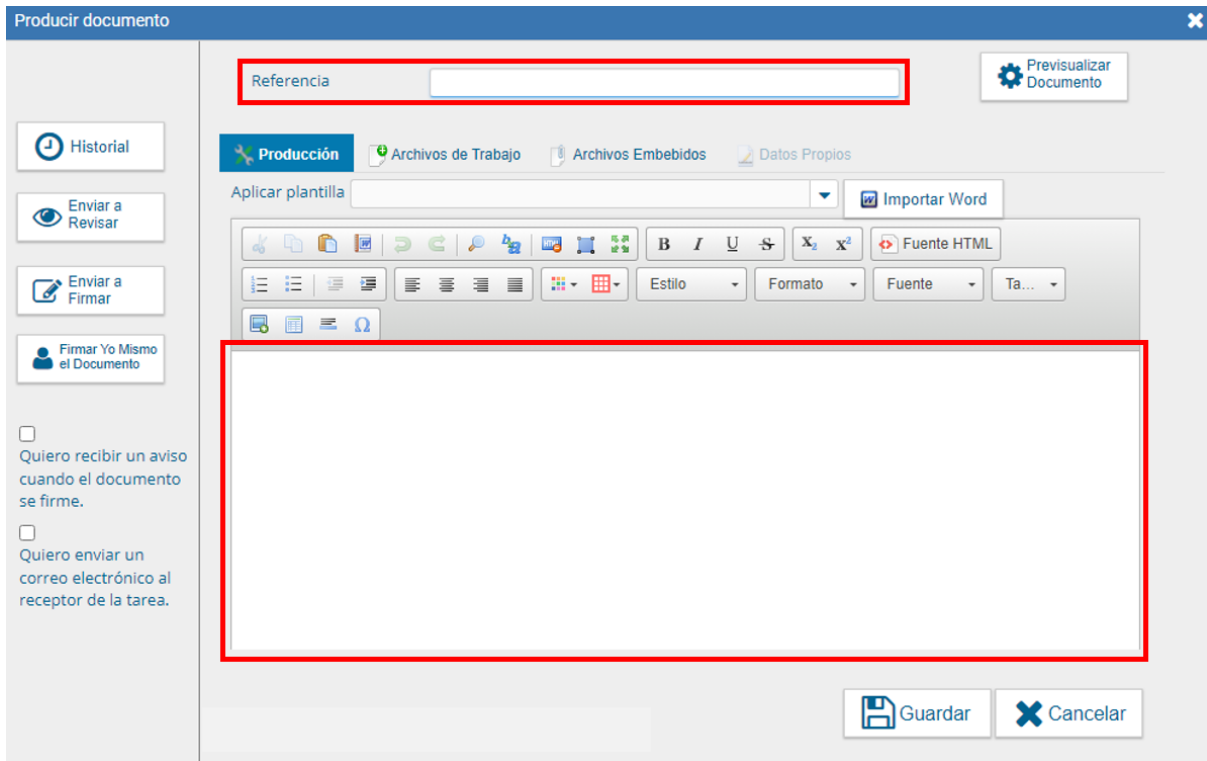 Producir documento
Referencia
Previsualizar
Documento
Historial
Enviar a
Revisar
Enviar a
Firmar
Firmar Yo Mismo
el Documento
Quiero recibir un aviso
cuando el documento
se firme.
Quiero enviar un
correo electrónico al
receptor de la tarea.
Producción Archivos de Trabajo Archivos Embebidos Datos Propios
Aplicar plantilla Importar Word
B I U S X₂ X² Fuente HTML
Estilo Formato Fuente Ta...
Ω
Guardar Cancelar